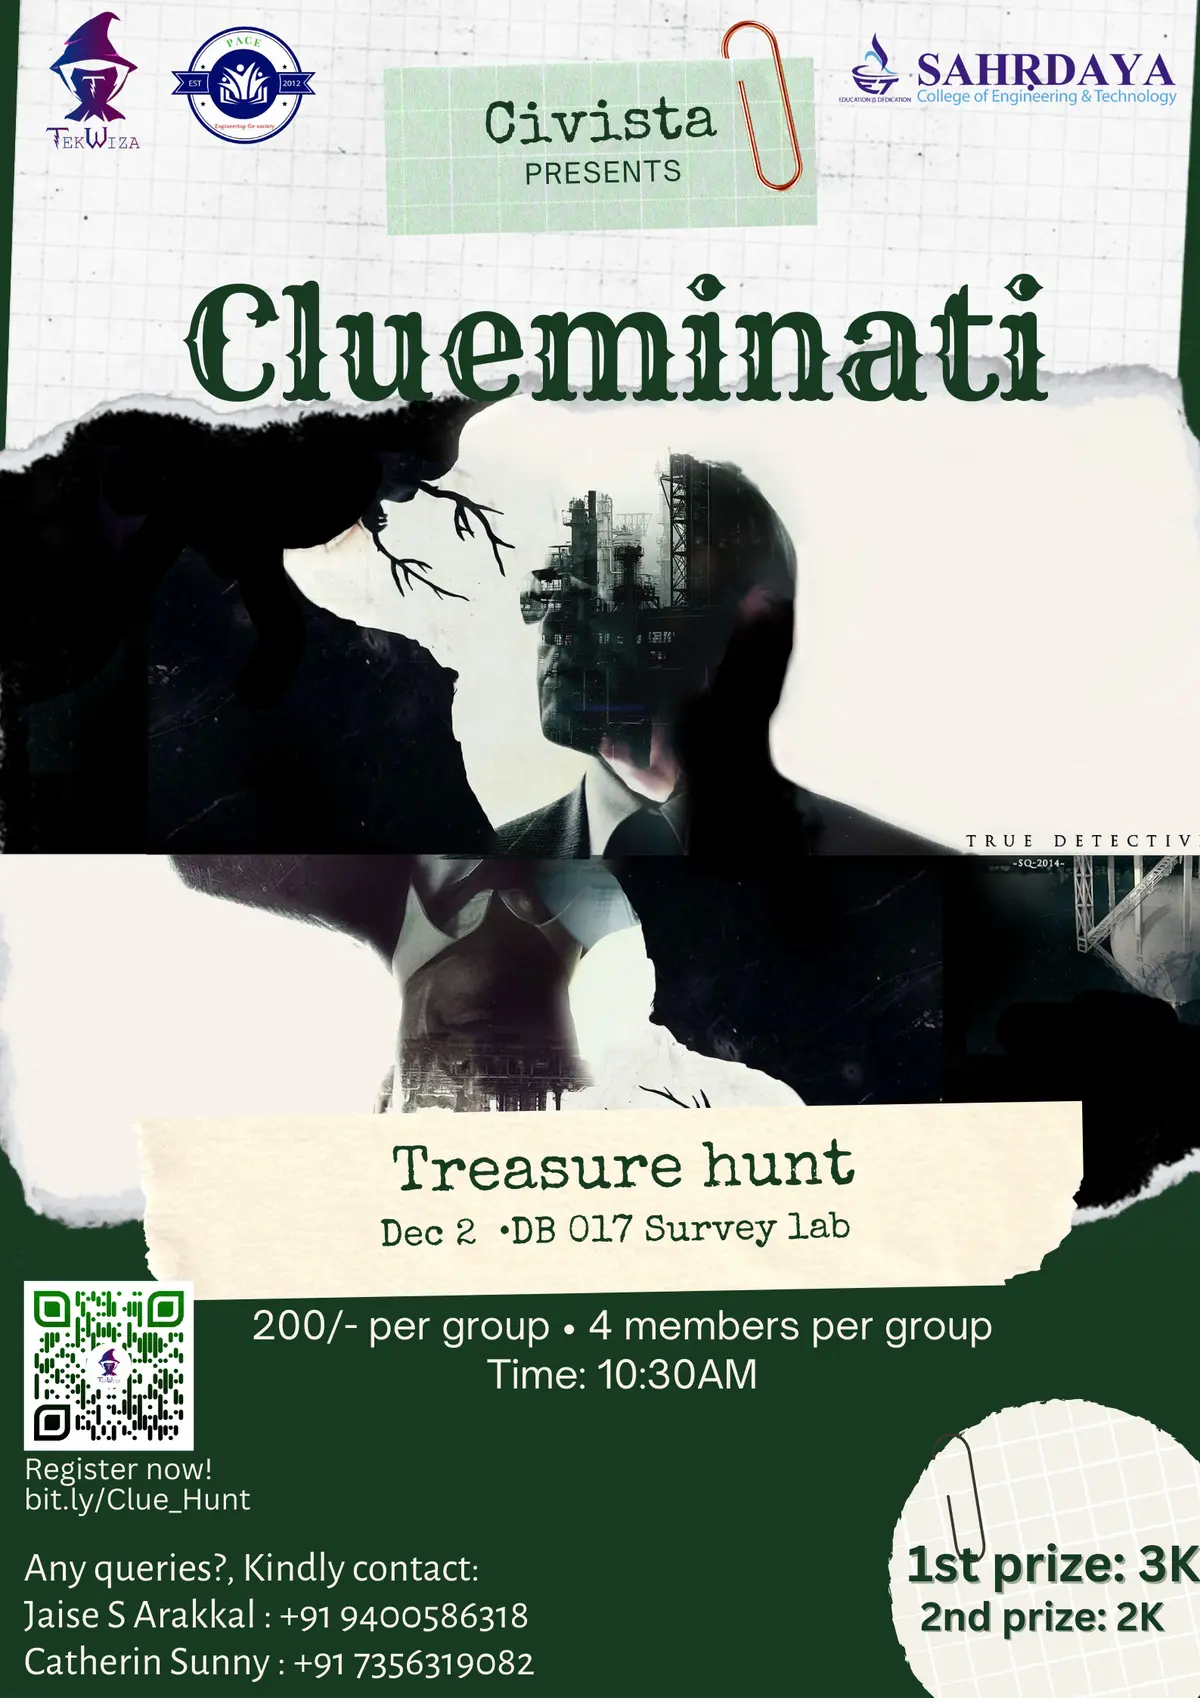 TEKWIZA
PACE
EST
2012
Engineering for society
Civista
PRESENTS
SAHRDAYA
EDUCATION IS DEDICATION
College of Engineering & Technology
Clueminati
TRUE DETECTIV
-SQ-2014-
Treasure hunt
Dec 2 •DB 017 Survey lab
200/- per group • 4 members per group
Time: 10:30AM
TEKWIZA
Register now!
bit.ly/Clue_Hunt
Any queries?, Kindly contact:
Jaise S Arakkal : +91 9400586318
Catherin Sunny : +91 7356319082
1st prize: 3K
2nd prize: 2K